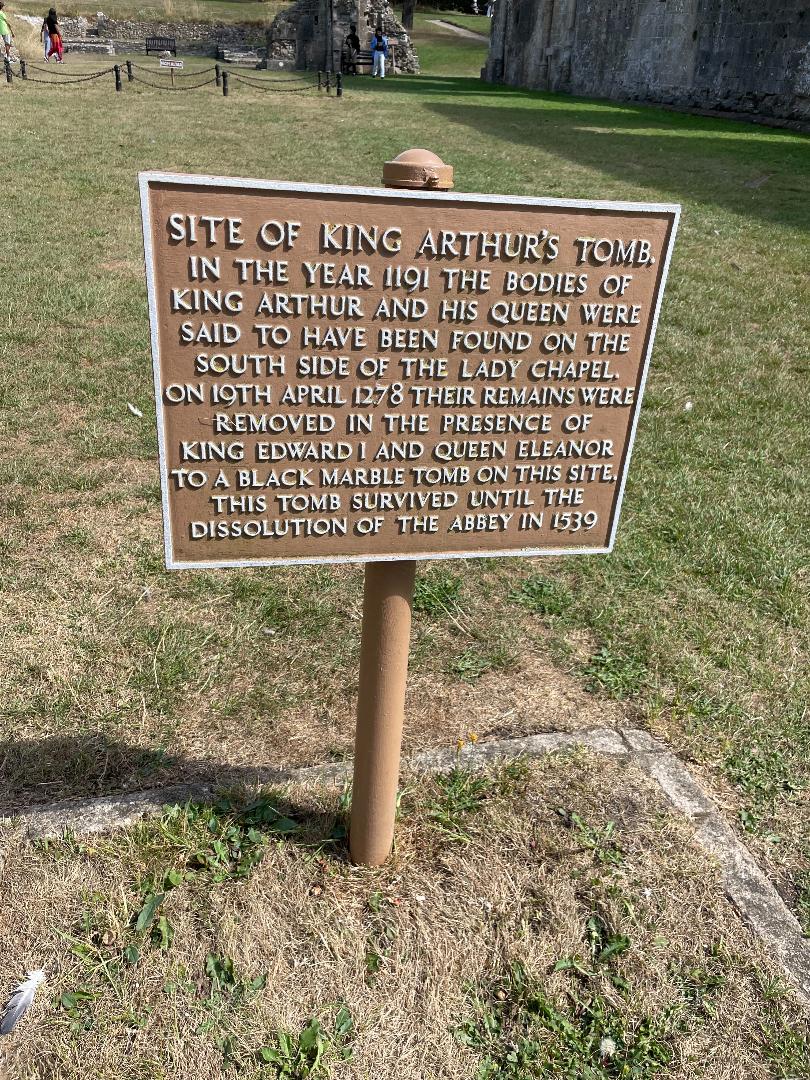 SITE OF KING ARTHUR'S TOMB.
IN THE YEAR 1191 THE BODIES OF
KING ARTHUR AND HIS QUEEN WERE
SAID TO HAVE BEEN FOUND ON THE
SOUTH SIDE OF THE LADY CHAPEL.
ON 19TH APRIL 1278 THEIR REMAINS WERE
REMOVED IN THE PRESENCE OF
KING EDWARD I AND QUEEN ELEANOR
TO A BLACK MARBLE TOMB ON THIS SITE.
THIS TOMB SURVIVED UNTIL THE
DISSOLUTION OF THE ABBEY IN 1539